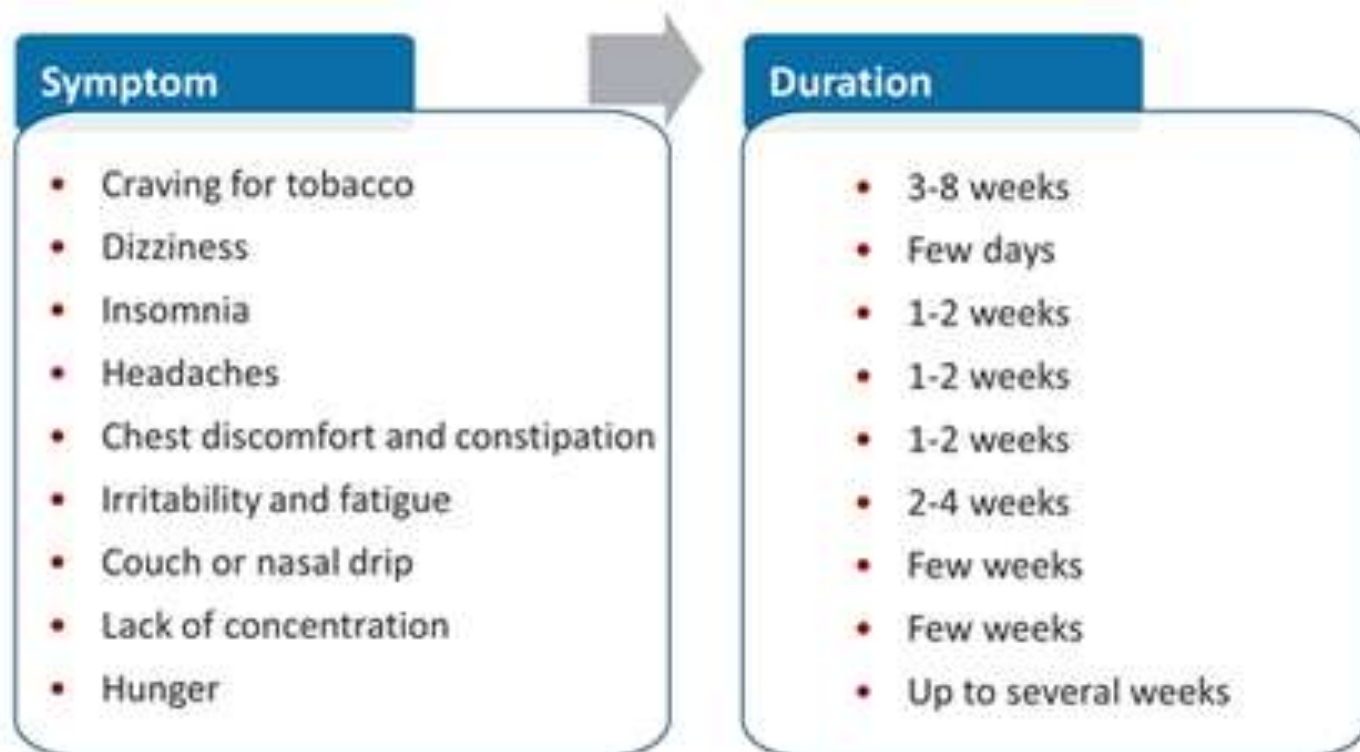 Symptom
Duration
• Craving for tobacco
• 3-8 weeks
• Dizziness
• Few days
• Insomnia
• 1-2 weeks
• Headaches
• 1-2 weeks
• Chest discomfort and constipation
• 1-2 weeks
• Irritability and fatigue
• 2-4 weeks
• Couch or nasal drip
• Few weeks
• Lack of concentration
• Few weeks
• Hunger
• Up to several weeks